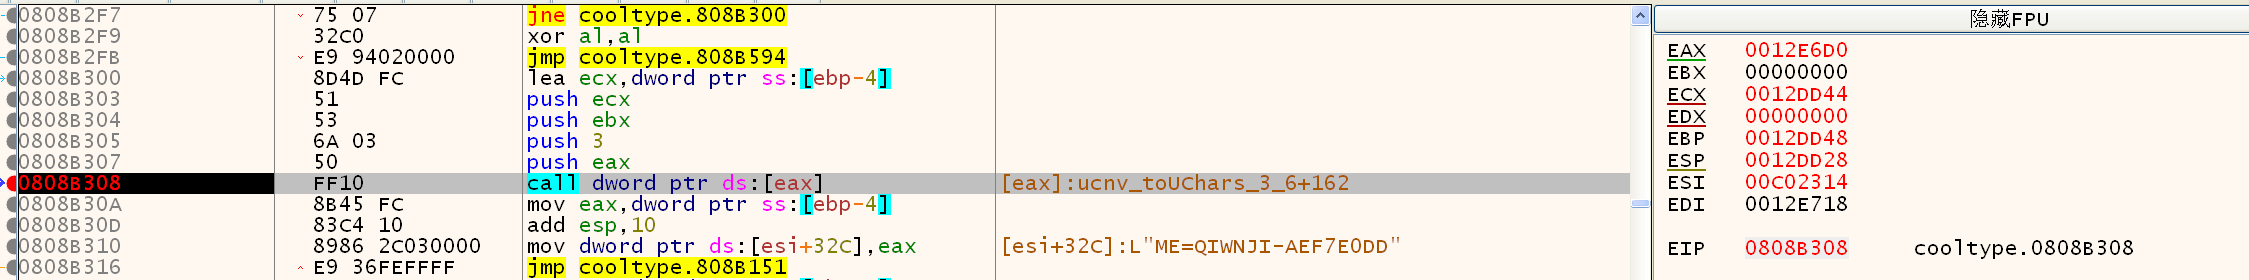 0808B2F7 75 07 jne cooltype.808B300
0808B2F9 32C0 xor al,al
0808B2FB E9 94020000 jmp cooltype.808B594
0808B300 8D4D FC lea ecx,dword ptr ss:[ebp-4]
0808B303 51 push ecx
0808B304 53 push ebx
0808B305 6A 03 push 3
0808B307 50 push eax
0808B308 FF10 call dword ptr ds:[eax] [eax]:ucnv_toUChars_3_6+162
0808B30A 8B45 FC mov eax,dword ptr ss:[ebp-4]
0808B30D 83C4 10 add esp,10
0808B310 8986 2C030000 mov dword ptr ds:[esi+32C],eax [esi+32C]:L"ME=QIWNJI-AEF7E0DD"
0808B316 E9 36FEFFFF jmp cooltype.808B151
隐藏FPU
EAX 0012E6D0
EBX 00000000
ECX 0012DD44
EDX 00000000
EBP 0012DD48
ESP 0012DD28
ESI 00C02314
EDI 0012E718
EIP 0808B308 cooltype.0808B308